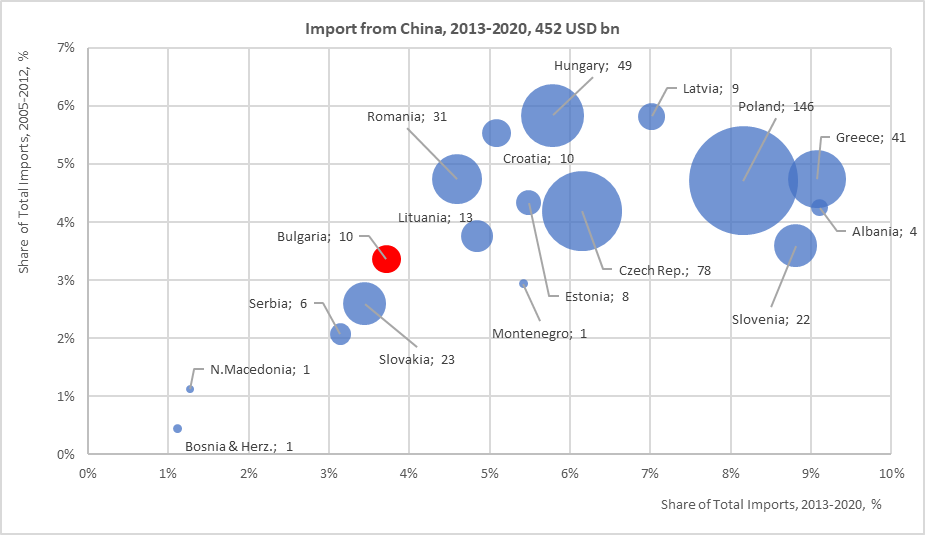 Import from China, 2013-2020, 452 USD bn
Share of Total Imports, 2005-2012, %
7%
6%
5%
4%
3%
2%
1%
0%
Hungary; 49
Latvia; 9
Poland; 146
Romania; 31
Greece; 41
Croatia; 10
Lituania; 13
Albania; 4
Bulgaria; 10
Czech Rep.; 78
Estonia; 8
Serbia; 6
Slovenia; 22
Montenegro; 1
Slovakia; 23
N.Macedonia; 1
Bosnia & Herz.; 1
0% 1% 2% 3% 4% 5% 6% 7% 8% 9% 10%
Share of Total Imports, 2013-2020, %